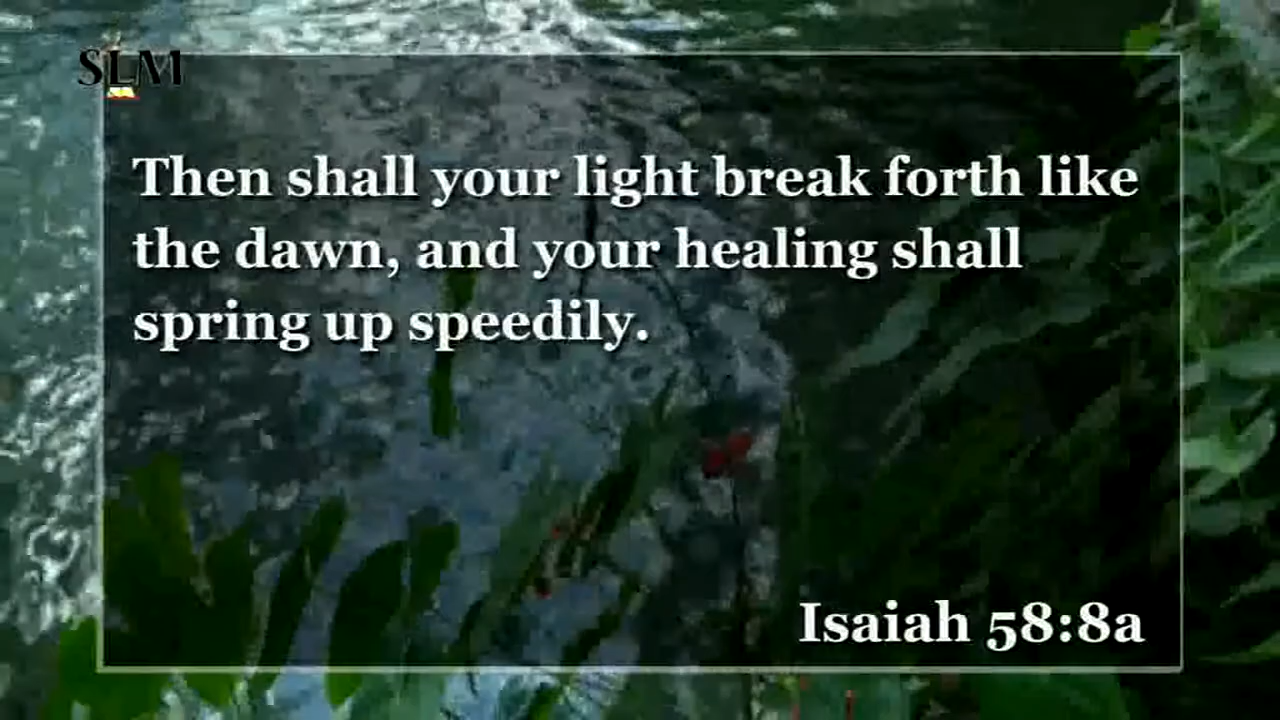 SLM
Then shall your light break forth like
the dawn, and your healing shall
spring up speedily.
Isaiah 58:8a